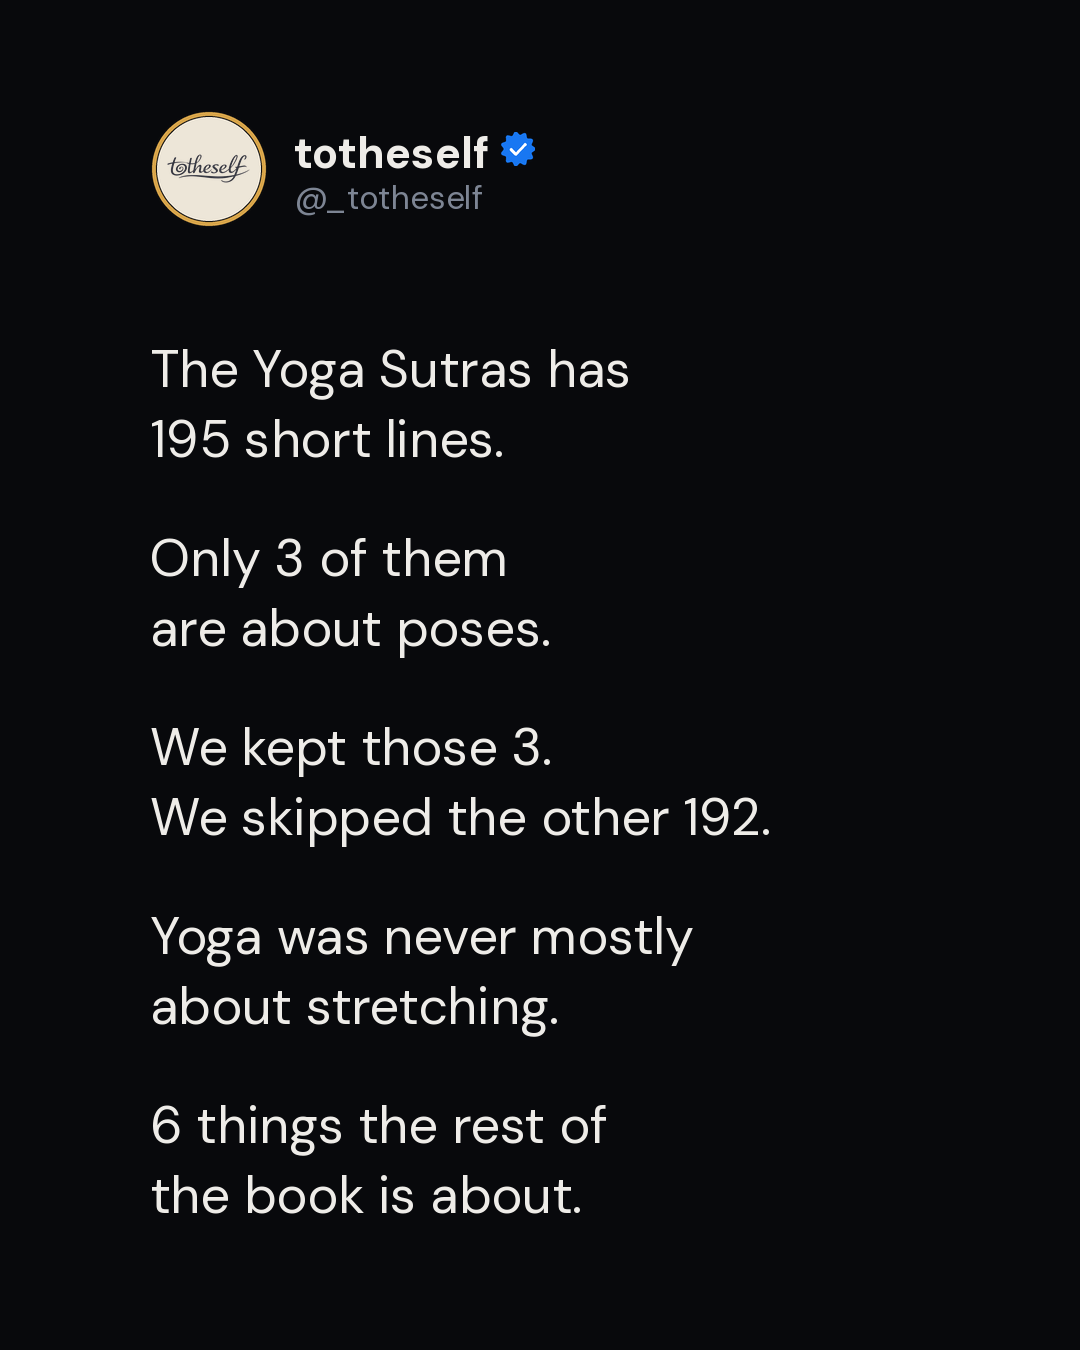 totheself
totheself
@_totheself
The Yoga Sutras has
195 short lines.
Only 3 of them
are about poses.
We kept those 3.
We skipped the other 192.
Yoga was never mostly
about stretching.
6 things the rest of
the book is about.